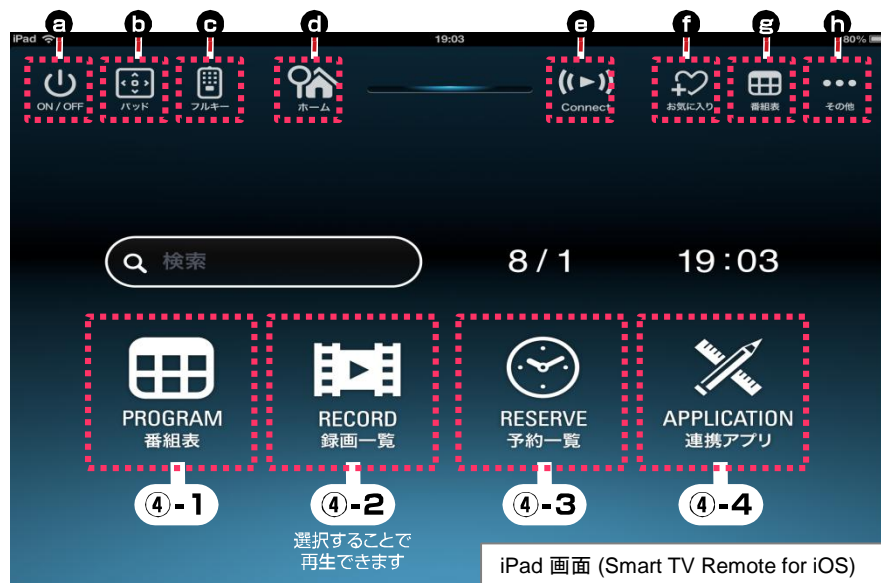 a b c d e f g h
iPad 19:03 80%
ON / OFF パッド フルキー ホーム Connect お気に入り 番組表 その他
検索 8 / 1 19:03
PROGRAM RECORD RESERVE APPLICATION
番組表 録画一覧 予約一覧 連携アプリ
④-1 ④-2 ④-3 ④-4
選択することで
再生できます
iPad 画面 (Smart TV Remote for iOS)